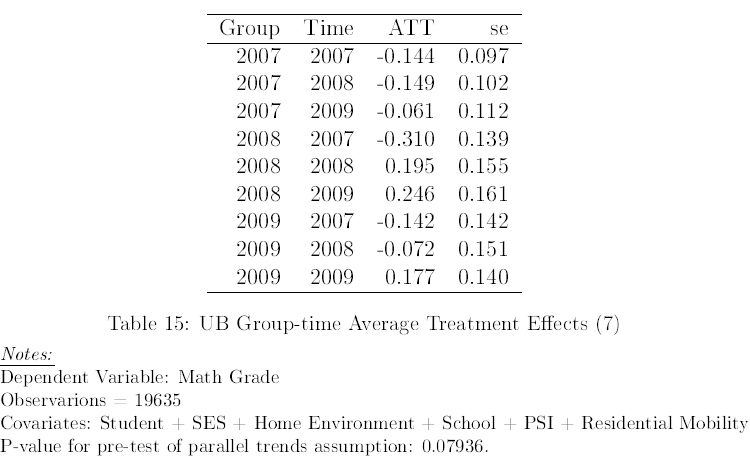 Group Time ATT se
2007 2007 -0.144 0.097
2007 2008 -0.149 0.102
2007 2009 -0.061 0.112
2008 2007 -0.310 0.139
2008 2008 0.195 0.155
2008 2009 0.246 0.161
2009 2007 -0.142 0.142
2009 2008 -0.072 0.151
2009 2009 0.177 0.140
Table 15: UB Group-time Average Treatment Effects (7)
Notes:
Dependent Variable: Math Grade
Observarions = 19635
Covariates: Student + SES + Home Environment + School + PSI + Residential Mobility
P-value for pre-test of parallel trends assumption: 0.07936.